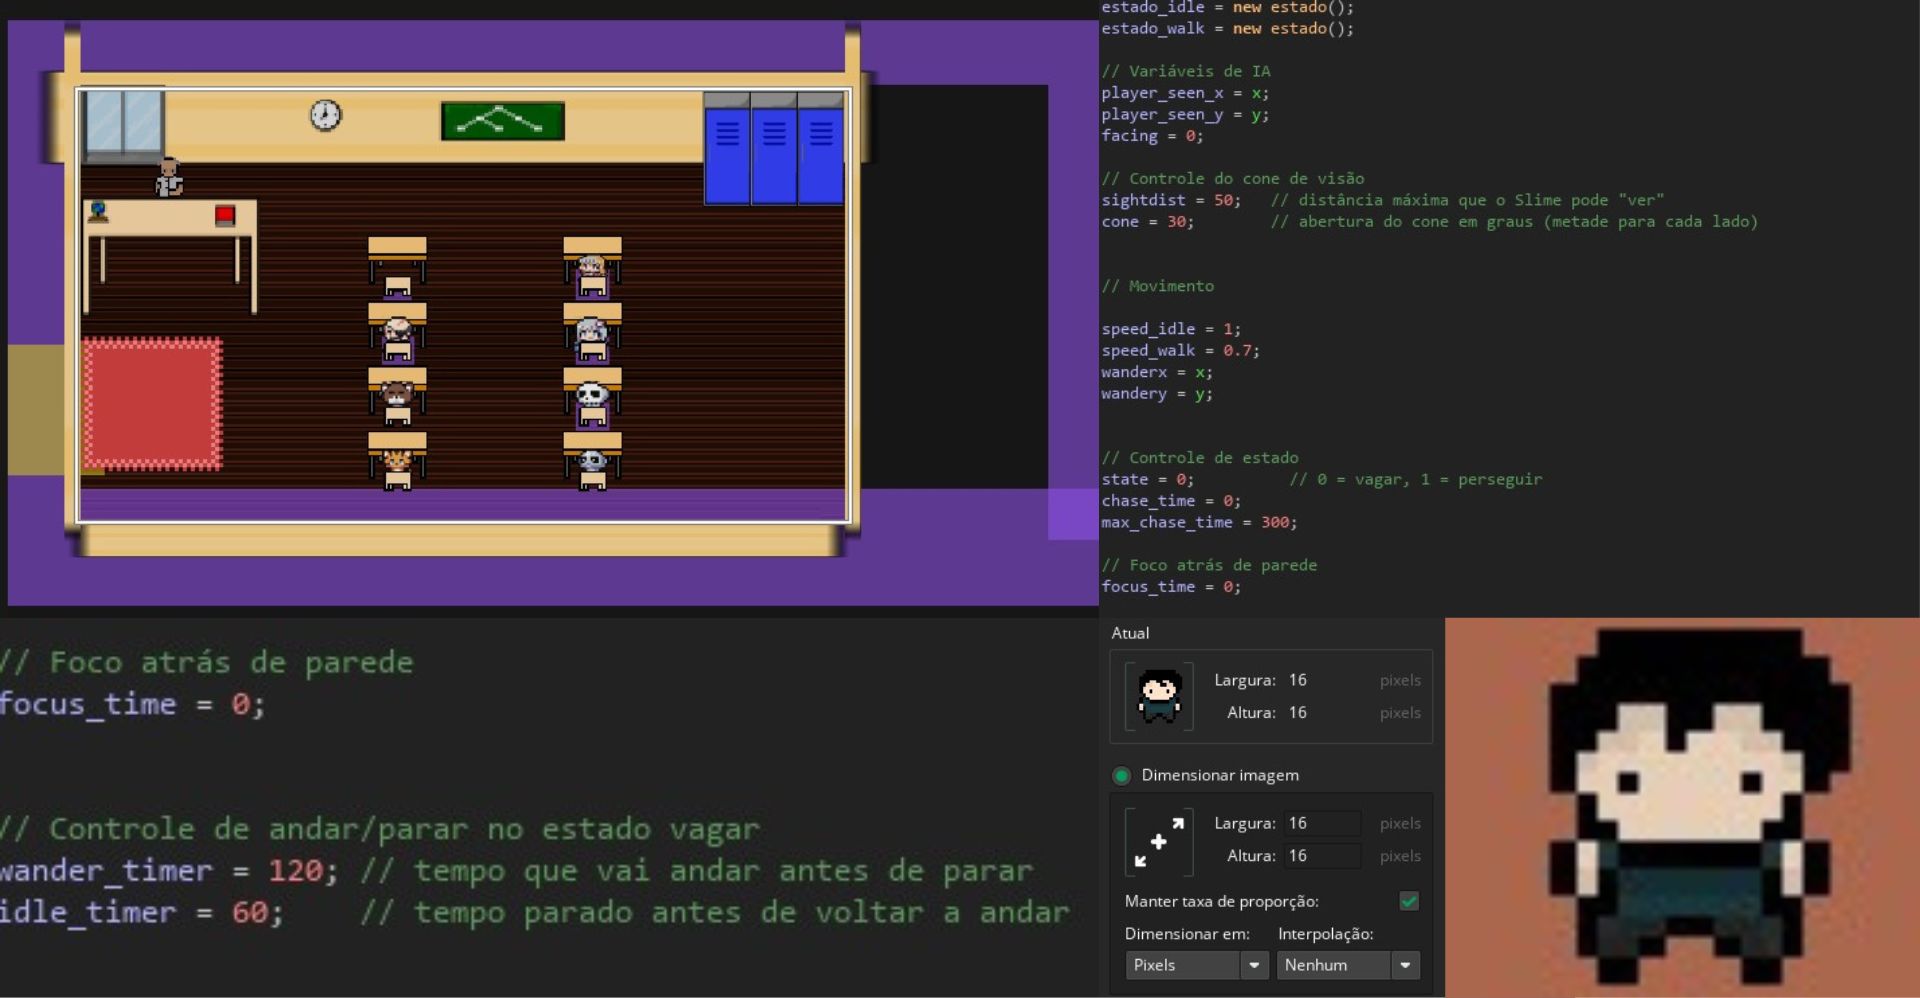 estado_idle = new estado();
estado_walk = new estado();
// Variáveis de IA
player_seen_x = x;
player_seen_y = y;
facing = 0;
// Controle do cone de visão
sightdist = 50;   // distância máxima que o Slime pode "ver"
cone = 30;        // abertura do cone em graus (metade para cada lado)
// Movimento
speed_idle = 1;
speed_walk = 0.7;
wanderx = x;
wandery = y;
// Controle de estado
state = 0;          // 0 = vagar, 1 = perseguir
chase_time = 0;
max_chase_time = 300;
// Foco atrás de parede
focus_time = 0;
// Foco atrás de parede
focus_time = 0;
// Controle de andar/parar no estado vagar
wander_timer = 120; // tempo que vai andar antes de parar
idle_timer = 60;    // tempo parado antes de voltar a andar
Atual
Largura: 16 pixels
Altura: 16 pixels
Dimensionar imagem
Largura: 16 pixels
Altura: 16 pixels
Manter taxa de proporção:
Dimensionar em: Interpolação:
Pixels Nenhum